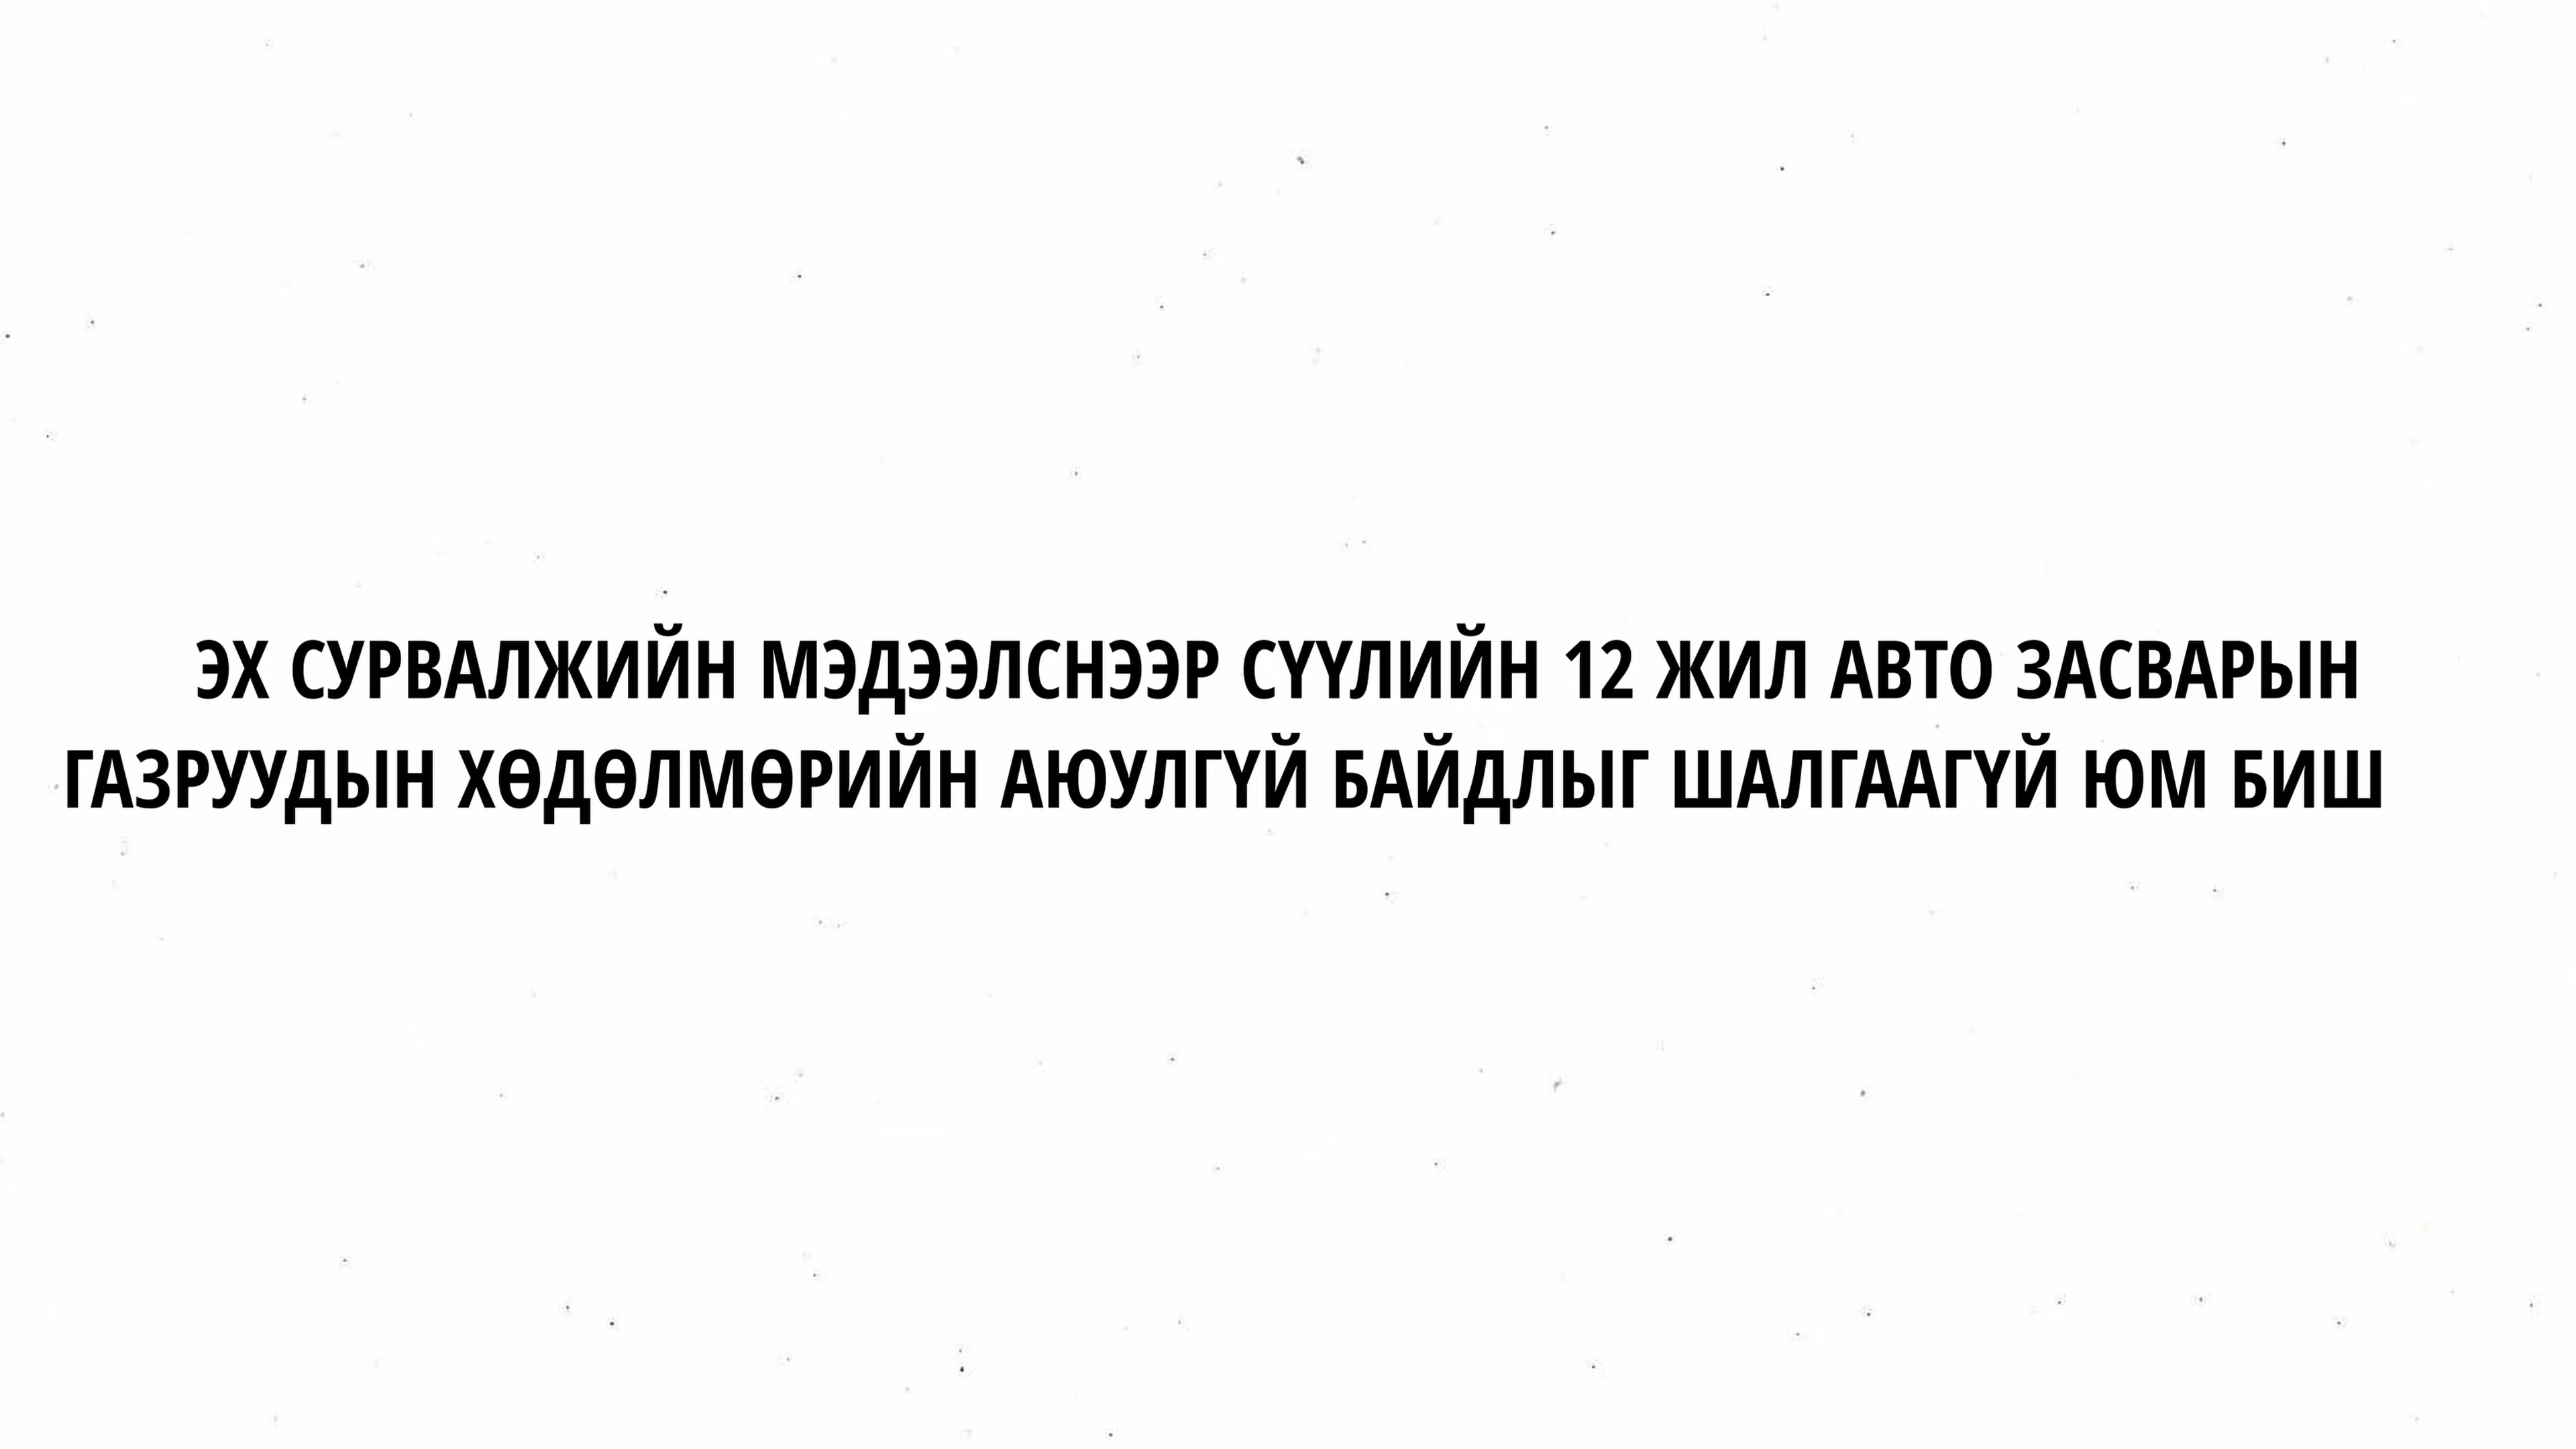 ЭХ СУРВАЛЖИЙН МЭДЭЭЛСНЭЭР СҮҮЛИЙН 12 ЖИЛ АВТО ЗАСВАРЫН
ГАЗРУУДЫН ХӨДӨЛМӨРИЙН АЮУЛГҮЙ БАЙДЛЫГ ШАЛГААГҮЙ ЮМ БИШ